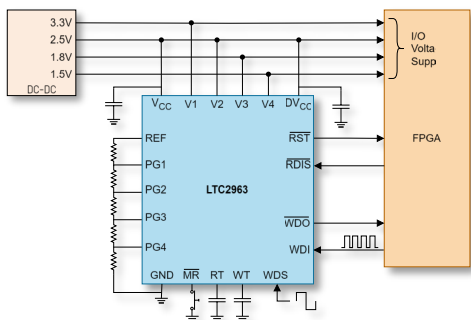 3.3V
2.5V
1.8V
1.5V
DC-DC
I/O
Volta
Supp
VCC
V1
V2
V3
V4
DVCC
REF
RST
FPGA
PG1
RDIS
PG2
LTC2963
PG3
WDO
PG4
WDI
GND
MR
RT
WT
WDS